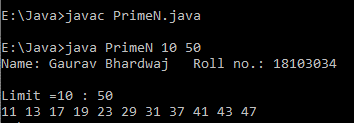 E:\Java>javac PrimeN.java
E:\Java>java PrimeN 10 50
Name: Gaurav Bhardwaj   Roll no.: 18103034
Limit =10 : 50
11 13 17 19 23 29 31 37 41 43 47